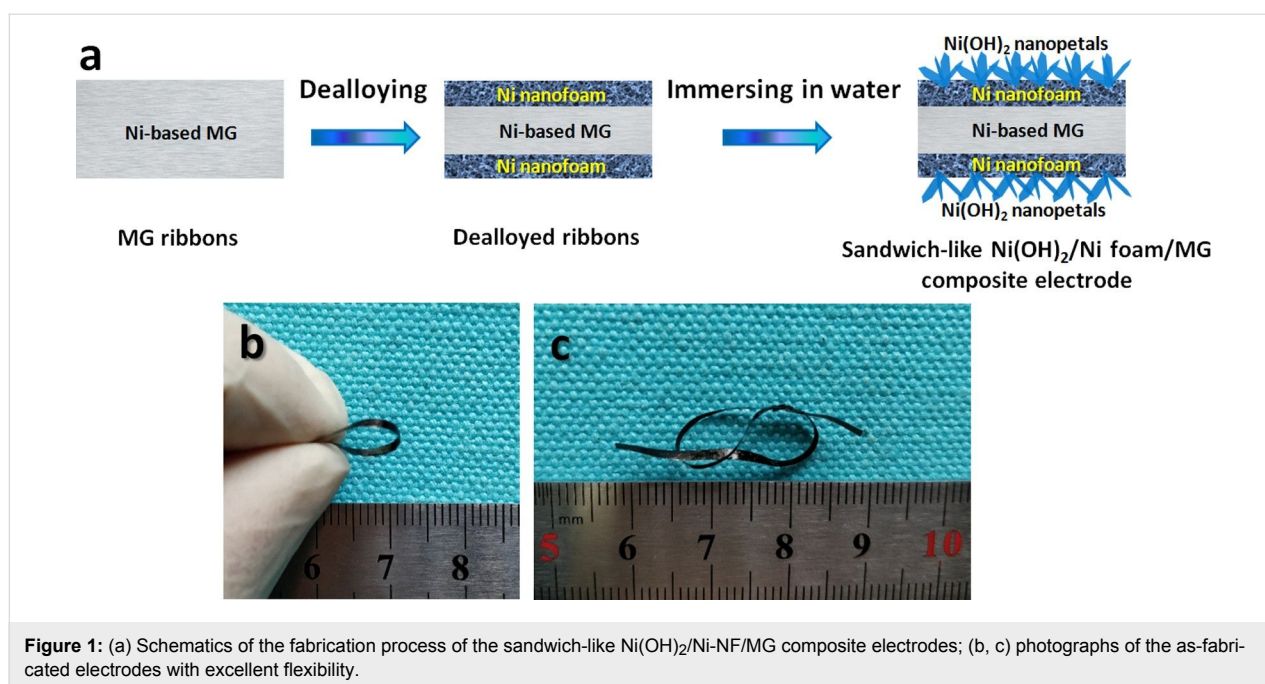 a
Ni-based MG
MG ribbons
Dealloying
Ni nanofoam
Ni-based MG
Ni nanofoam
Dealloyed ribbons
Immersing in water
Ni(OH)2 nanopetals
Ni nanofoam
Ni-based MG
Ni nanofoam
Ni(OH)2 nanopetals
Sandwich-like Ni(OH)2/Ni foam/MG
composite electrode
b
6 7 8
c
mm
5 6 7 8 9 10
Figure 1: (a) Schematics of the fabrication process of the sandwich-like Ni(OH)2/Ni-NF/MG composite electrodes; (b, c) photographs of the as-fabri-
cated electrodes with excellent flexibility.